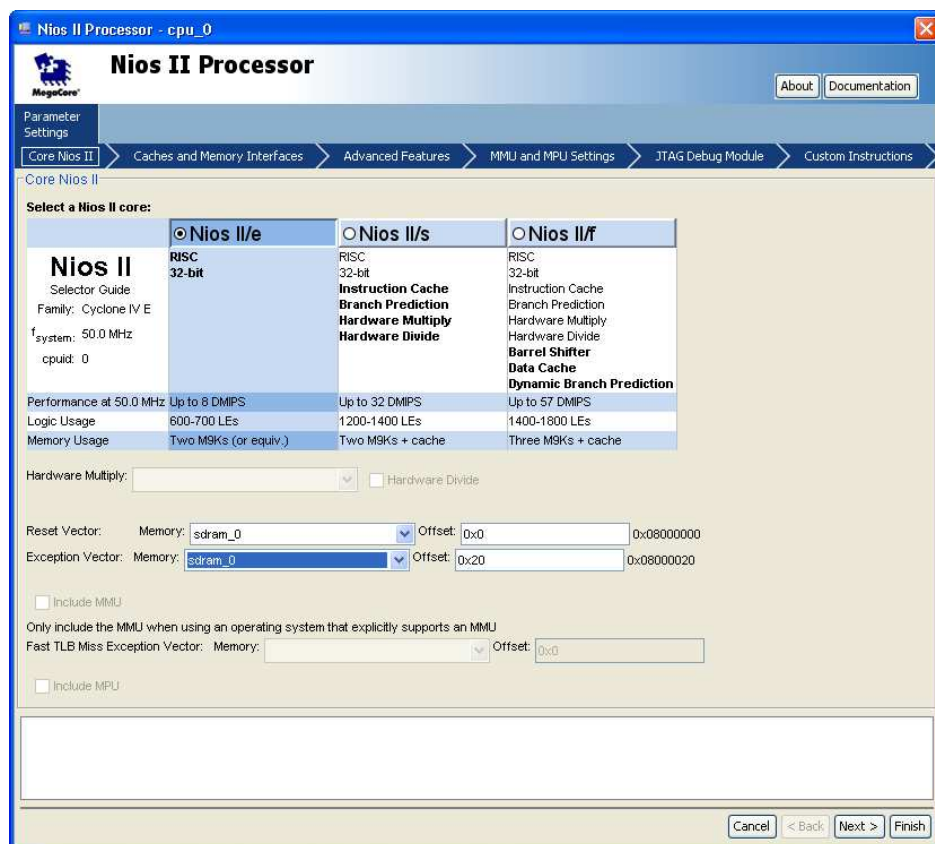 Nios II Processor - cpu_0
MegaCore®
Nios II Processor
About
Documentation
Parameter
Settings
Core Nios II
Caches and Memory Interfaces
Advanced Features
MMU and MPU Settings
JTAG Debug Module
Custom Instructions
Core Nios II
Select a Nios II core:
Nios II/e
Nios II/s
Nios II/f
Nios II
Selector Guide
Family: Cyclone IV E
fsystem: 50.0 MHz
cpuid: 0
RISC
32-bit
RISC
32-bit
Instruction Cache
Branch Prediction
Hardware Multiply
Hardware Divide
RISC
32-bit
Instruction Cache
Branch Prediction
Hardware Multiply
Hardware Divide
Barrel Shifter
Data Cache
Dynamic Branch Prediction
Performance at 50.0 MHz Up to 8 DMIPS Up to 32 DMIPS Up to 57 DMIPS
Logic Usage 600-700 LEs 1200-1400 LEs 1400-1800 LEs
Memory Usage Two M9Ks (or equiv.) Two M9Ks + cache Three M9Ks + cache
Hardware Multiply: Hardware Divide
Reset Vector: Memory: sdram_0 Offset: 0x0 0x08000000
Exception Vector: Memory: sdram_0 Offset: 0x20 0x08000020
Include MMU
Only include the MMU when using an operating system that explicitly supports an MMU
Fast TLB Miss Exception Vector: Memory: Offset: 0x0
Include MPU
Cancel < Back Next > Finish